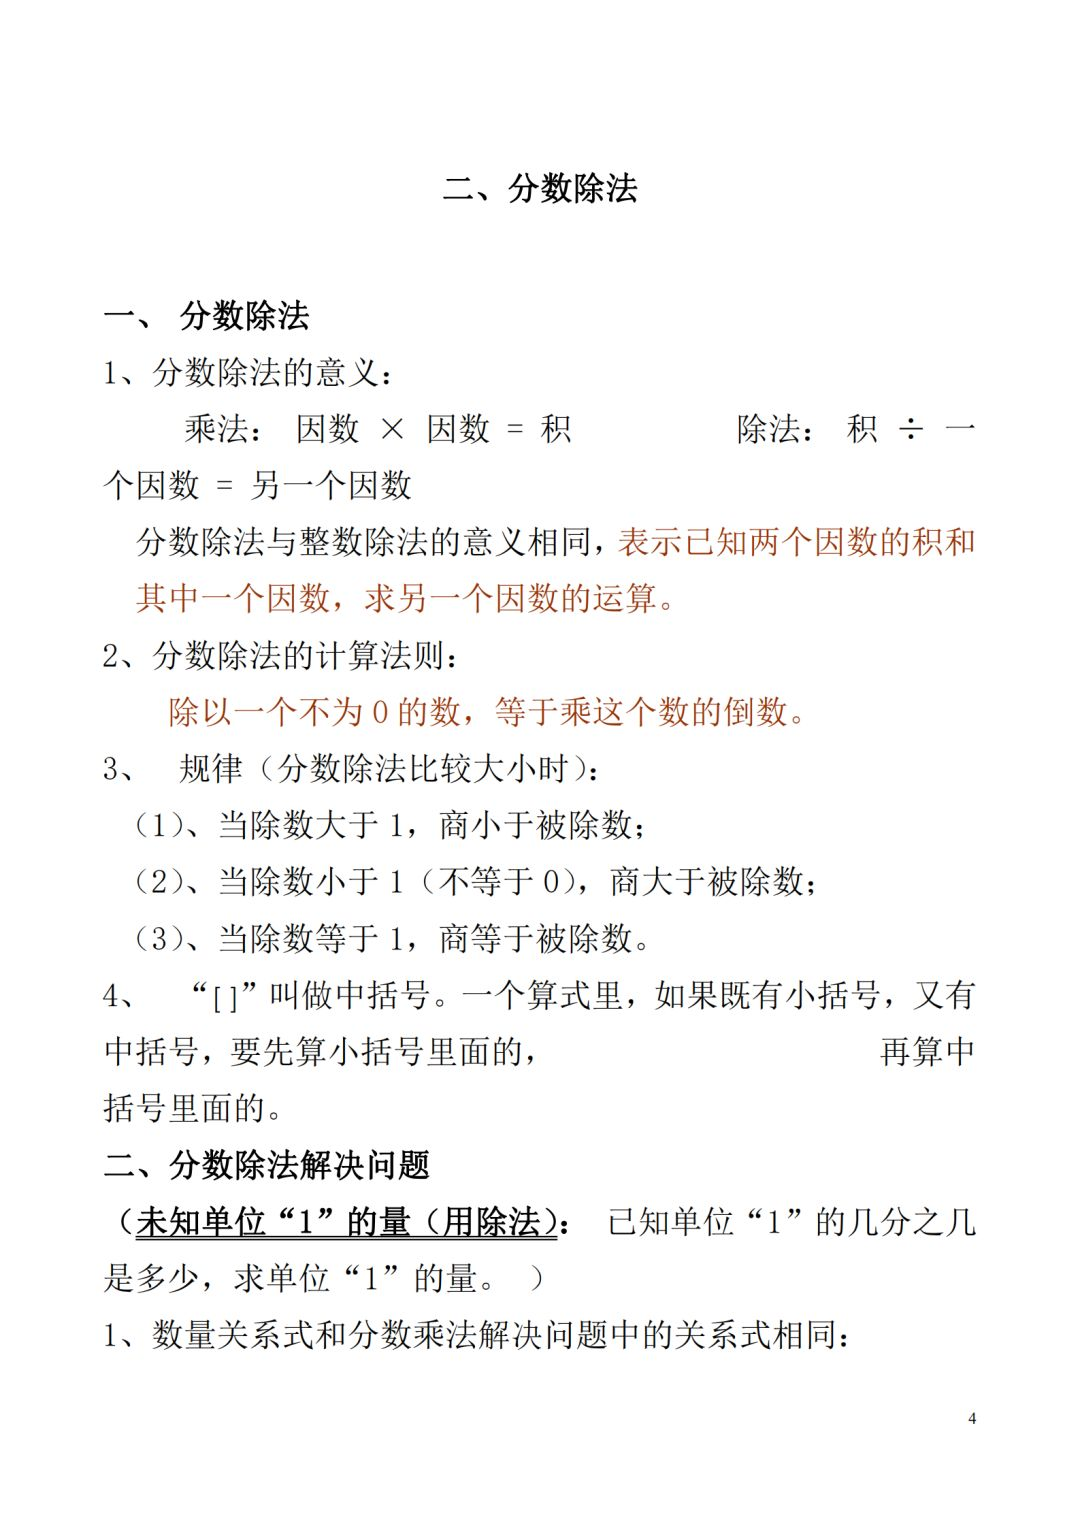 二、分数除法
一、 分数除法
1、分数除法的意义：
乘法： 因数 × 因数 = 积 除法： 积 ÷ 一
个因数 = 另一个因数
分数除法与整数除法的意义相同，表示已知两个因数的积和
其中一个因数，求另一个因数的运算。
2、分数除法的计算法则：
除以一个不为 0 的数，等于乘这个数的倒数。
3、 规律（分数除法比较大小时）：
（1）、当除数大于 1，商小于被除数；
（2）、当除数小于 1（不等于 0），商大于被除数；
（3）、当除数等于 1，商等于被除数。
4、 “[ ]”叫做中括号。一个算式里，如果既有小括号，又有
中括号，要先算小括号里面的， 再算中
括号里面的。
二、分数除法解决问题
（未知单位“1”的量（用除法）： 已知单位“1”的几分之几
是多少，求单位“1”的量。 ）
1、数量关系式和分数乘法解决问题中的关系式相同：
4